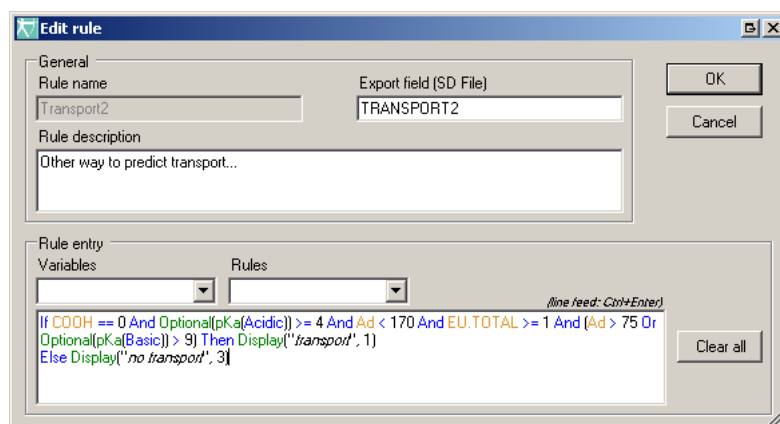 Edit rule
General
Rule name
Export field (SD File)
Transport2
TRANSPORT2
Rule description
Other way to predict transport...
OK
Cancel
Rule entry
Variables
Rules
(line feed: Ctrl+Enter)
If COOH == 0 And Optional(pKa(Acidic)) >= 4 And Ad < 170 And EU.TOTAL >= 1 And (Ad > 75 Or
Optional(pKa(Basic)) > 9) Then Display("transport", 1)
Else Display("no transport", 3)
Clear all